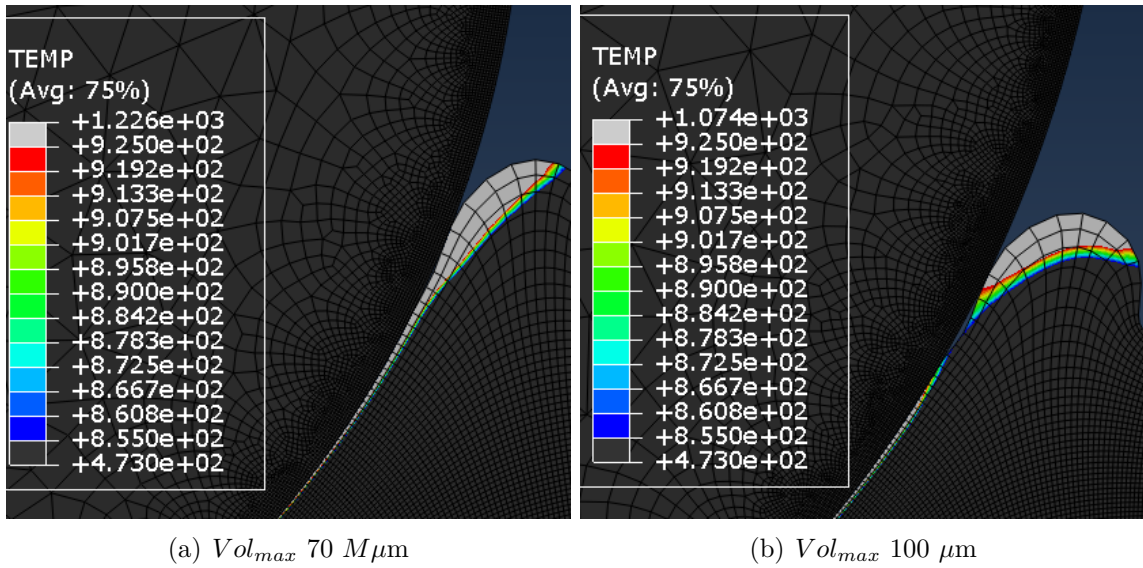 TEMP
(Avg: 75%)
+1.226e+03
+9.250e+02
+9.192e+02
+9.133e+02
+9.075e+02
+9.017e+02
+8.958e+02
+8.900e+02
+8.842e+02
+8.783e+02
+8.725e+02
+8.667e+02
+8.608e+02
+8.550e+02
+4.730e+02
TEMP
(Avg: 75%)
+1.074e+03
+9.250e+02
+9.192e+02
+9.133e+02
+9.075e+02
+9.017e+02
+8.958e+02
+8.900e+02
+8.842e+02
+8.783e+02
+8.725e+02
+8.667e+02
+8.608e+02
+8.550e+02
+4.730e+02
(a) Vol_max 70 Mμm
(b) Vol_max 100 μm